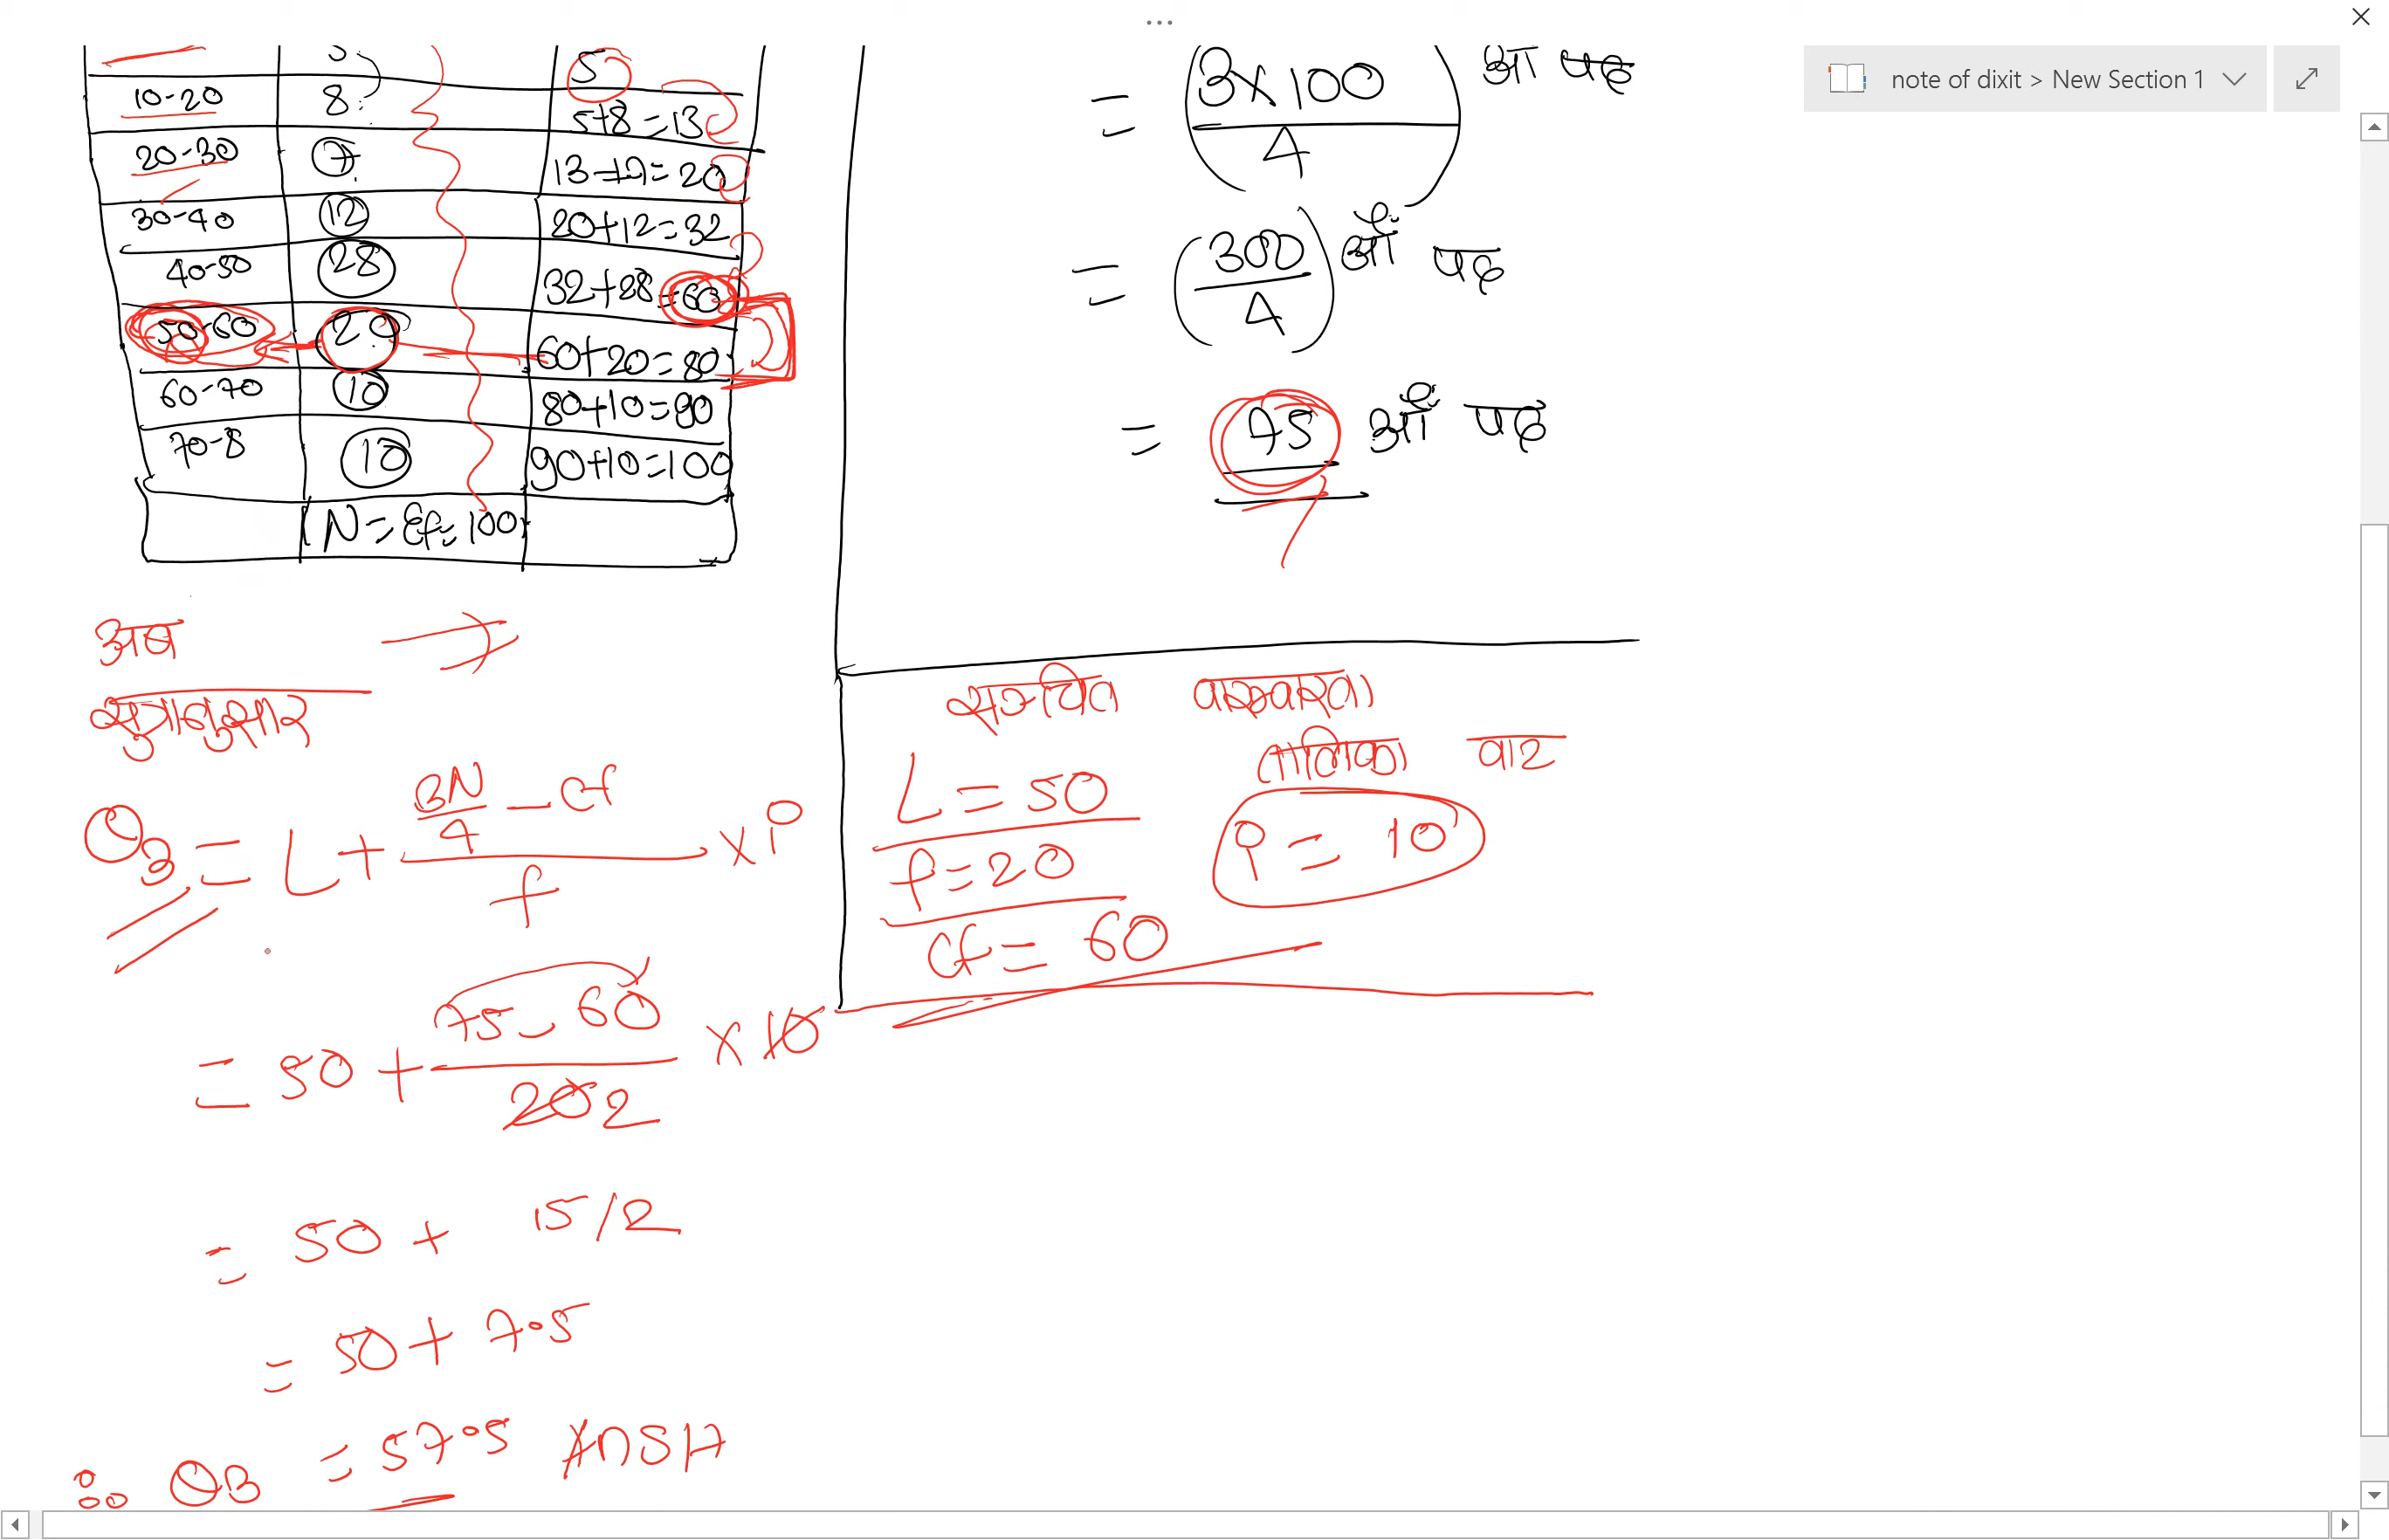 note of dixit > New Section 1
5
10-20 8 5+8=13
20-30 7 13+7=20
30-40 12 20+12=32
40-50 28 32+28=60
50-60 20 60+20=80
60-70 10 80+10=90
70-8 10 90+10=100
N=Σf=100
= (3×100/4) वाँ पद
= (300/4) वाँ पद
= 75 वाँ पद
अब
सूत्रानुसार
Q3 = L + (3N/4 - cf)/f × i
L = 50
f = 20
cf = 60
i = 10
= 50 + (75-60)/20 2 × 10
= 50 + 15/2
= 50 + 7.5
∴ Q3 = 57.5 Ans